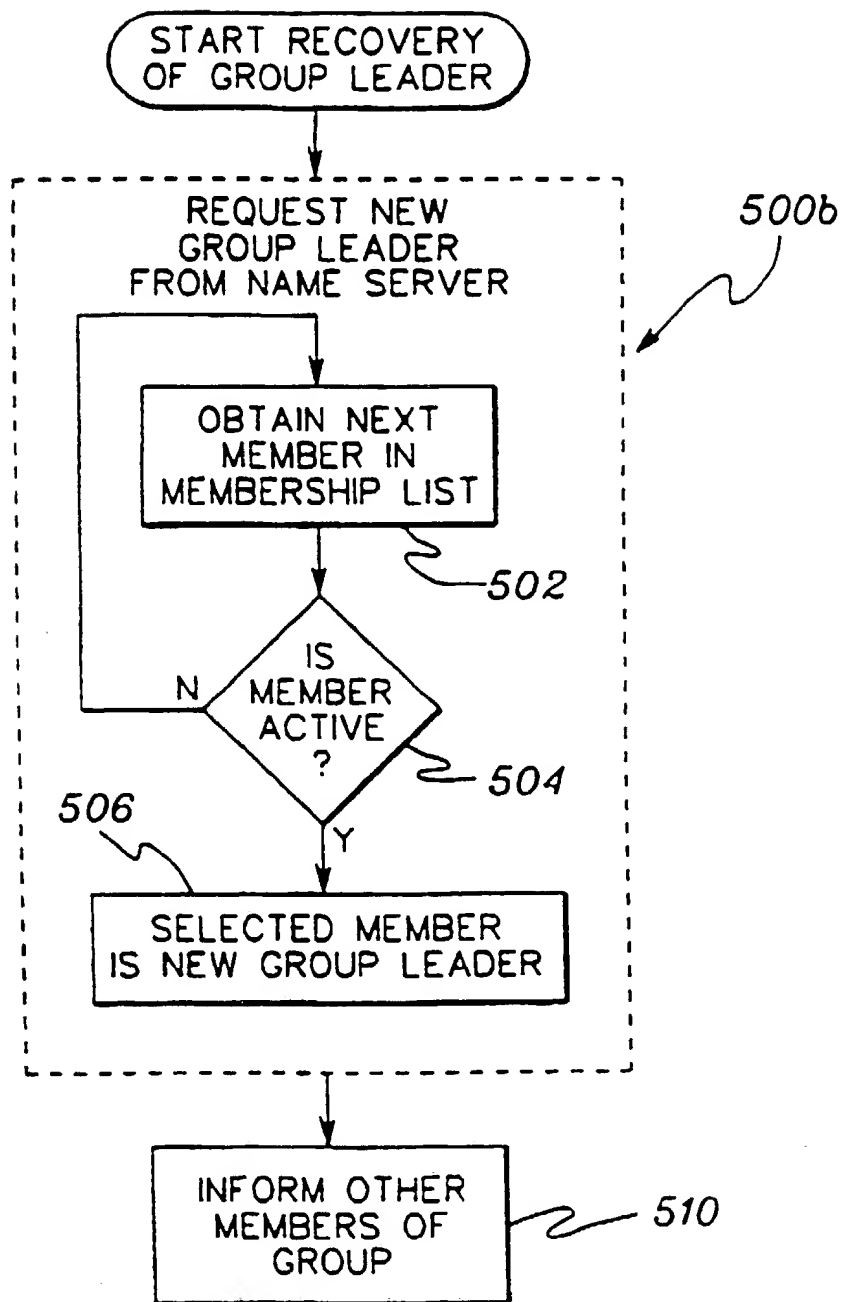 START RECOVERY
OF GROUP LEADER
REQUEST NEW
GROUP LEADER
FROM NAME SERVER
500b
OBTAIN NEXT
MEMBER IN
MEMBERSHIP LIST
502
IS
MEMBER
ACTIVE
?
N
504
506
Y
SELECTED MEMBER
IS NEW GROUP LEADER
INFORM OTHER
MEMBERS OF
GROUP
510